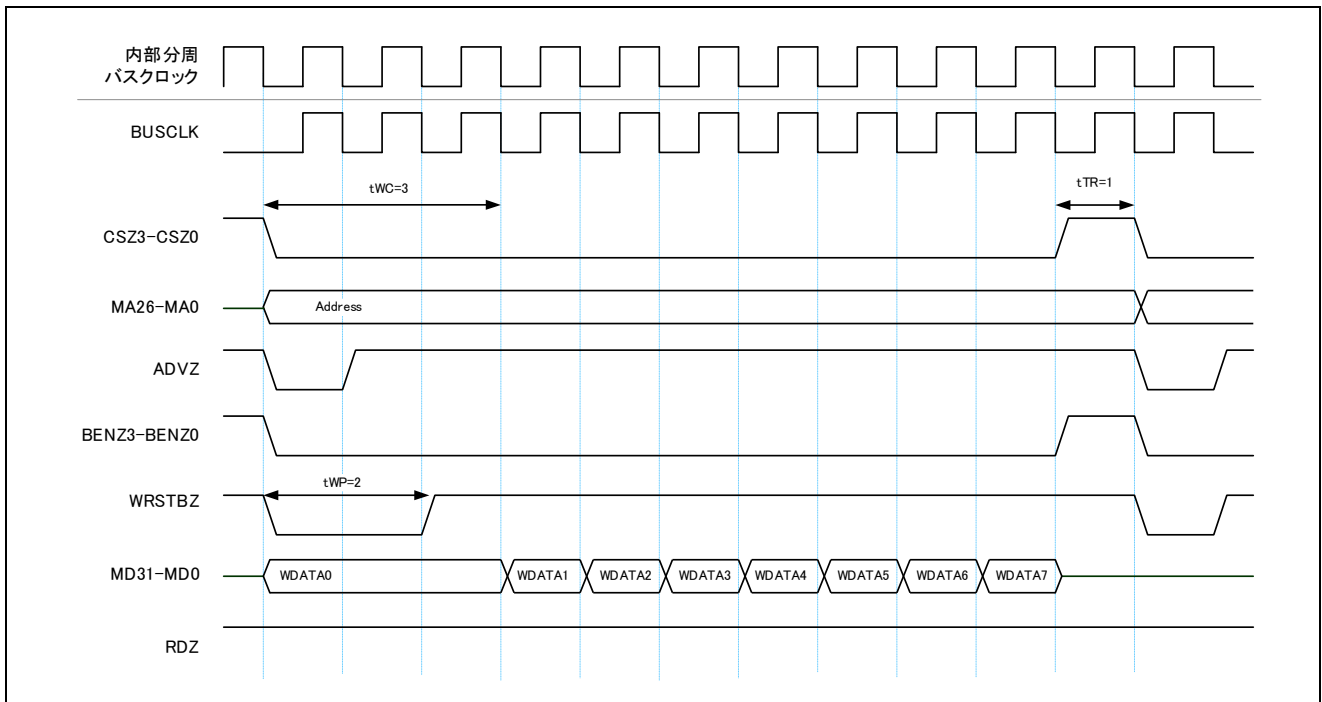 内部分周
バスクロック
BUSCLK
tWC=3
tTR=1
CSZ3-CSZ0
MA26-MA0
Address
ADVZ
BENZ3-BENZ0
tWP=2
WRSTBZ
MD31-MD0
WDATA0
WDATA1
WDATA2
WDATA3
WDATA4
WDATA5
WDATA6
WDATA7
RDZ